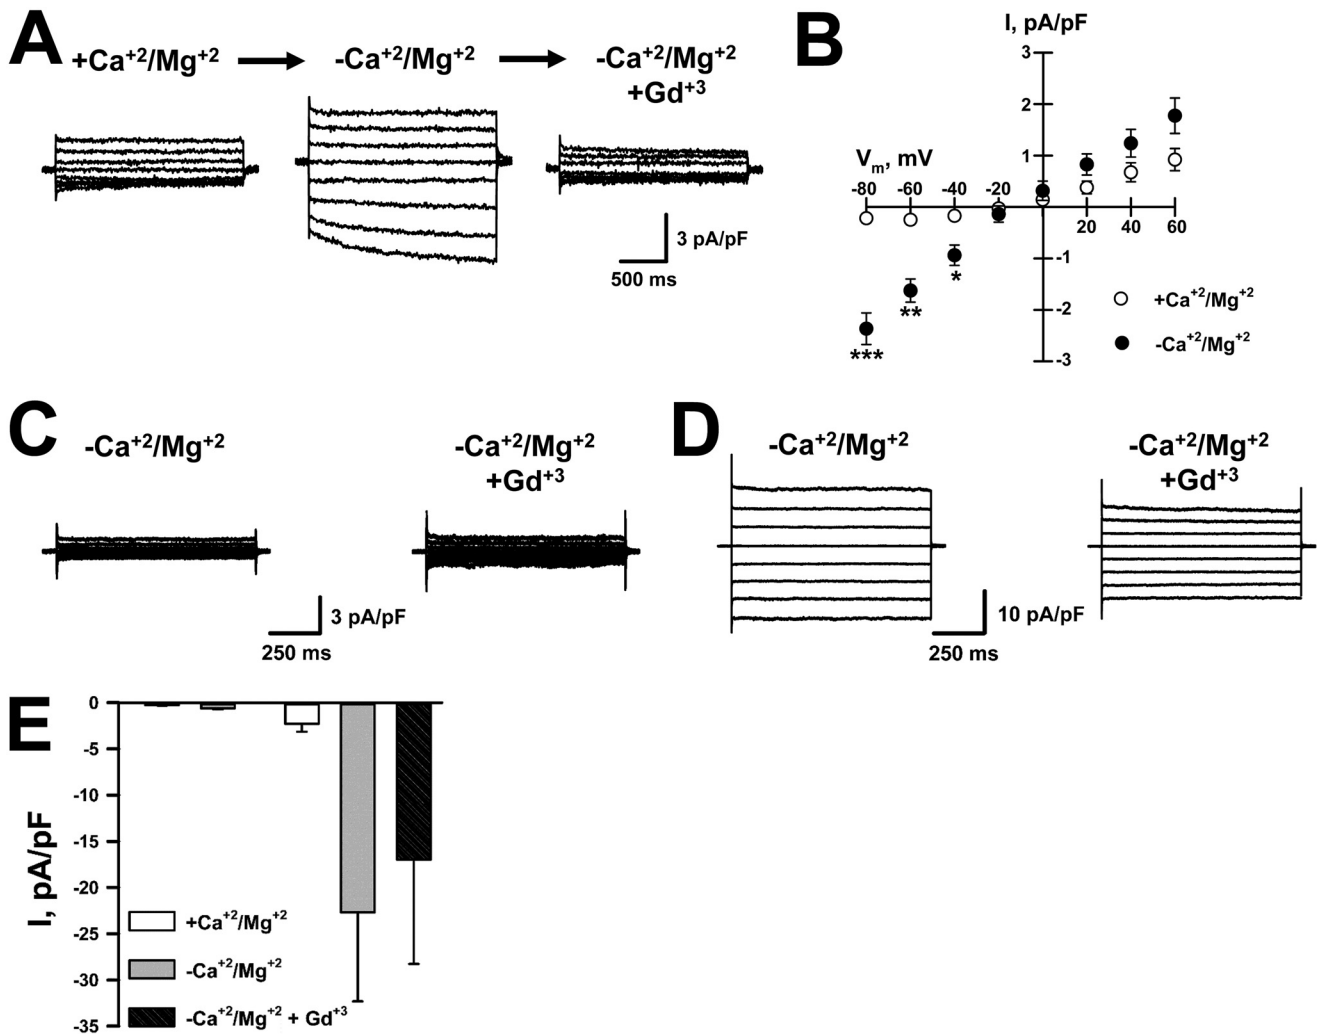 A
+Ca+2/Mg+2
-Ca+2/Mg+2
-Ca+2/Mg+2
+Gd+3
3 pA/pF
500 ms
B
I, pA/pF
3
2
1
Vm, mV
-80 -60 -40 -20
20 40 60
-1
-2
-3
*
**
***
+Ca+2/Mg+2
-Ca+2/Mg+2
C
-Ca+2/Mg+2
-Ca+2/Mg+2
+Gd+3
3 pA/pF
250 ms
D
-Ca+2/Mg+2
-Ca+2/Mg+2
+Gd+3
10 pA/pF
250 ms
E
I, pA/pF
0
-5
-10
-15
-20
-25
-30
-35
+Ca+2/Mg+2
-Ca+2/Mg+2
-Ca+2/Mg+2 + Gd+3